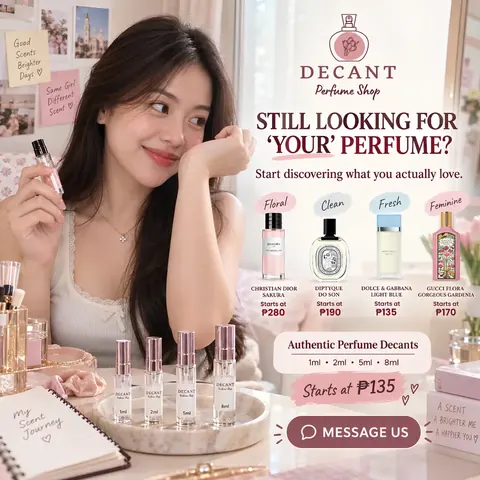 Good
Scents
Brighter
Days ♡
Same Girl
Different
Scent ♡
DECANT
Perfume Shop
STILL LOOKING FOR
‘YOUR’ PERFUME?
Start discovering what you actually love.
Floral
Clean
Fresh
Feminine
CHRISTIAN DIOR
SAKURA
Starts at
₱280
DIPTYQUE
DO SON
Starts at
₱190
DOLCE & GABBANA
LIGHT BLUE
Starts at
₱135
GUCCI FLORA
GORGEOUS GARDENIA
Starts at
₱170
Authentic Perfume Decants
1ml • 2ml • 5ml • 8ml
Starts at ₱135
MESSAGE US
DECANT
1ml
DECANT
2ml
DECANT
5ml
DECANT
8ml
My
Scent
Journey
♡
A SCENT
A BRIGHTER ME
A HAPPIER YOU ♡